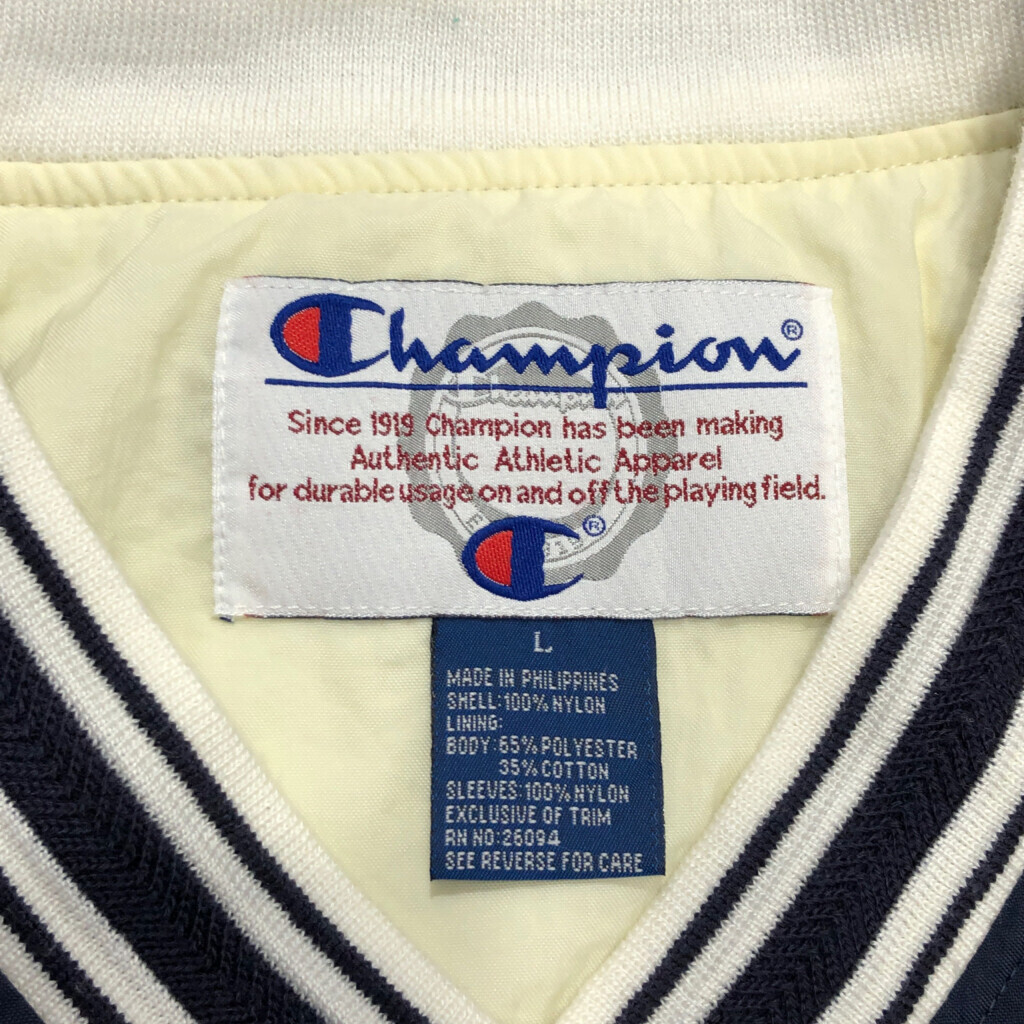 Champion®
Since 1919 Champion has been making
Authentic Athletic Apparel
for durable usage on and off the playing field.
Champion
®
L
MADE IN PHILIPPINES
SHELL:100% NYLON
LINING:
BODY:65% POLYESTER
35% COTTON
SLEEVES:100% NYLON
EXCLUSIVE OF TRIM
RN NO:26094
SEE REVERSE FOR CARE